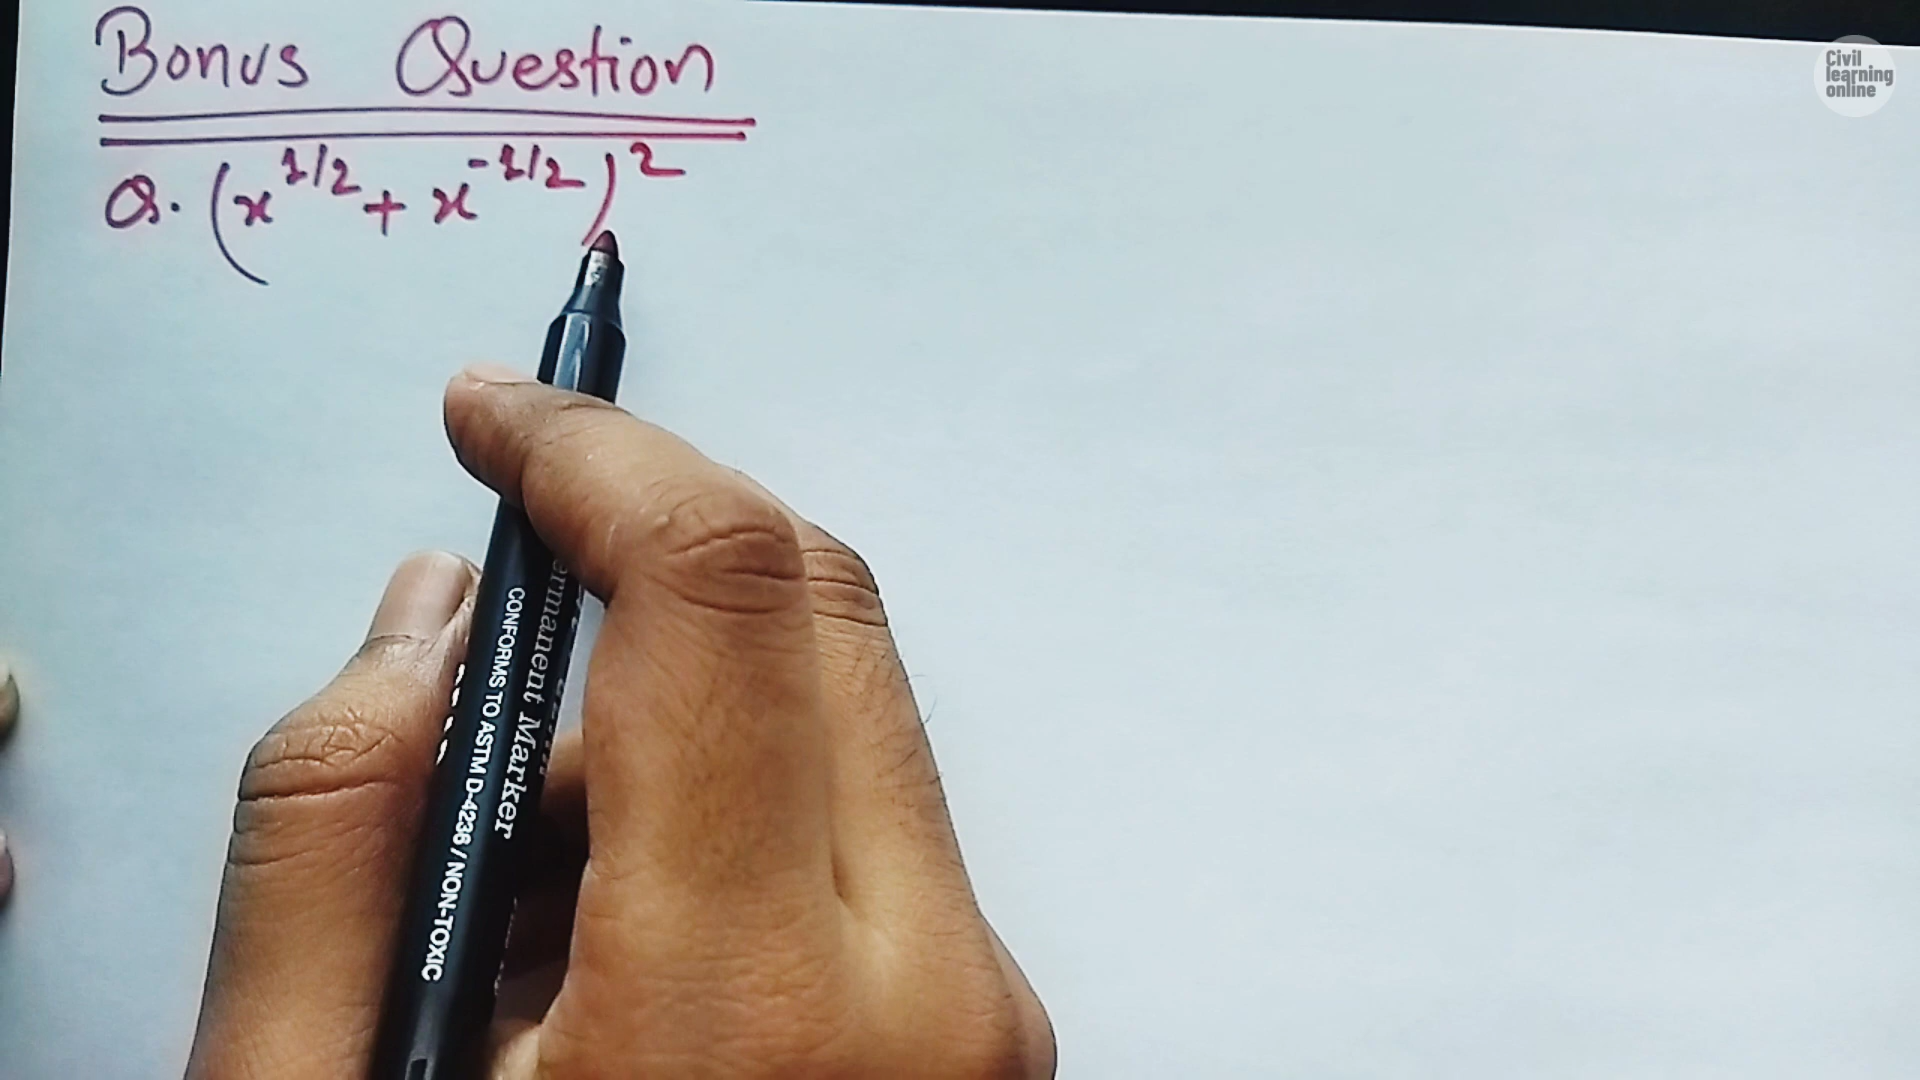 Bonus Question
Q. (x^1/2 + x^-1/2)^2
Civil
learning
online
ermanent Marker
CONFORMS TO ASTM D-4236 / NON-TOXIC